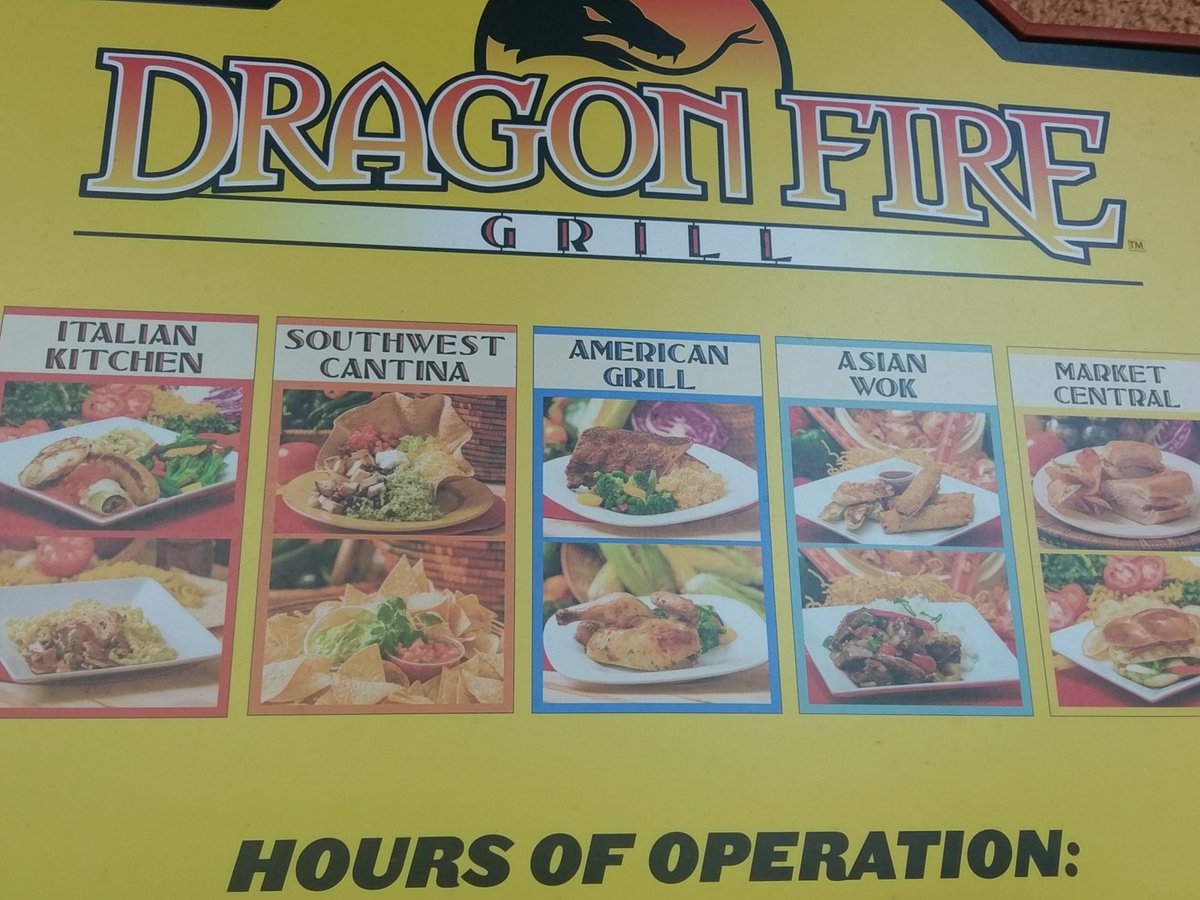 DRAGON FIRE
GRILL
TM
ITALIAN
KITCHEN
SOUTHWEST
CANTINA
AMERICAN
GRILL
ASIAN
WOK
MARKET
CENTRAL
HOURS OF OPERATION: